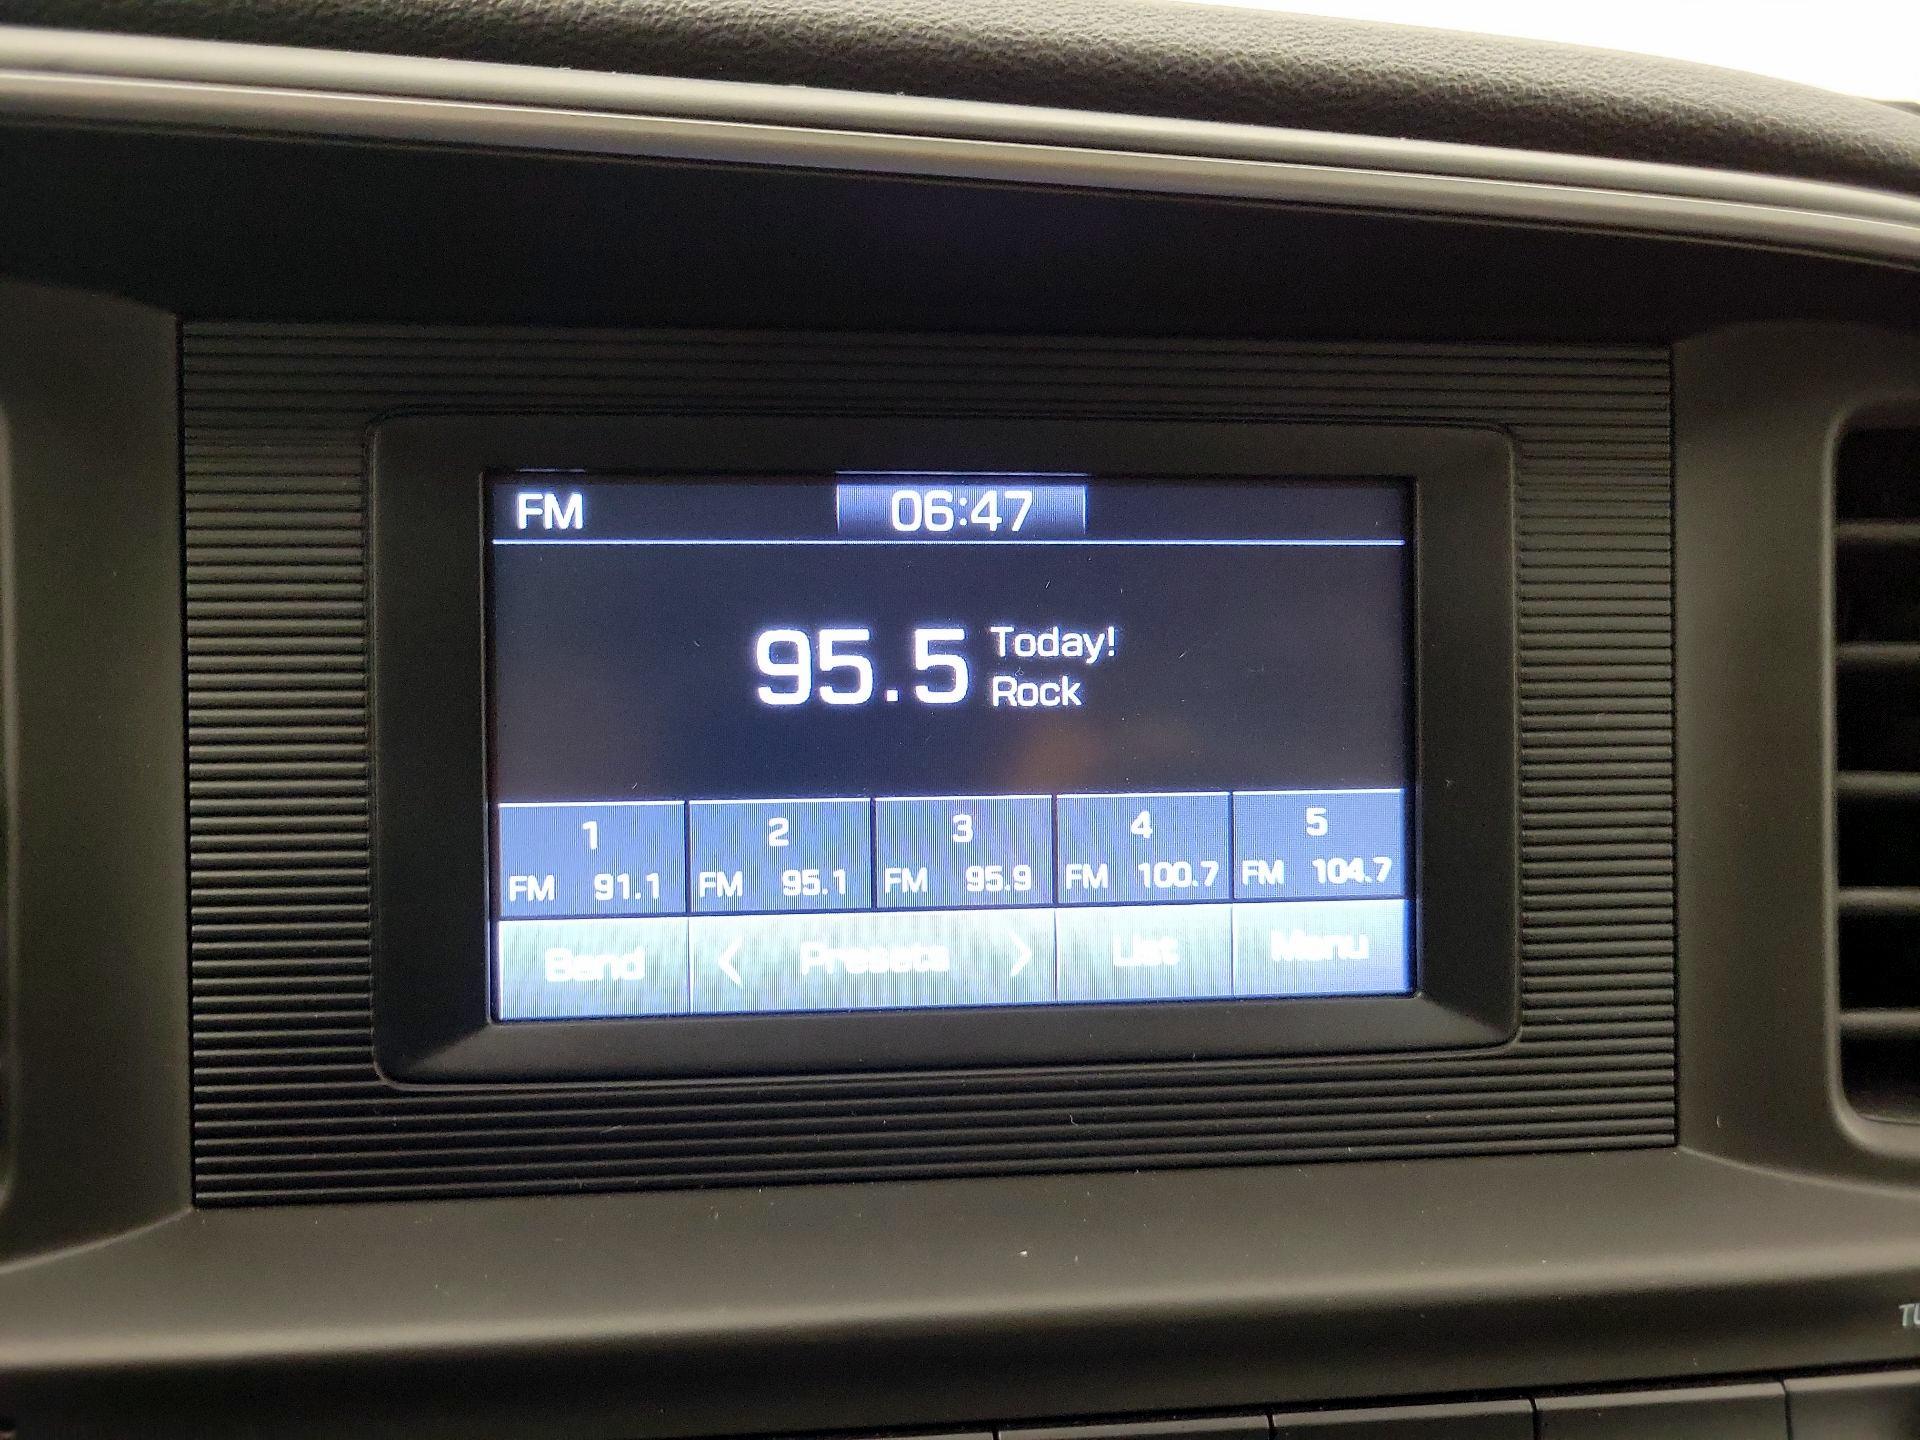 FM 06:47
95.5 Today!
Rock
1 2 3 4 5
FM 91.1 FM 95.1 FM 95.9 FM 100.7 FM 104.7
Band < Presets > List Menu